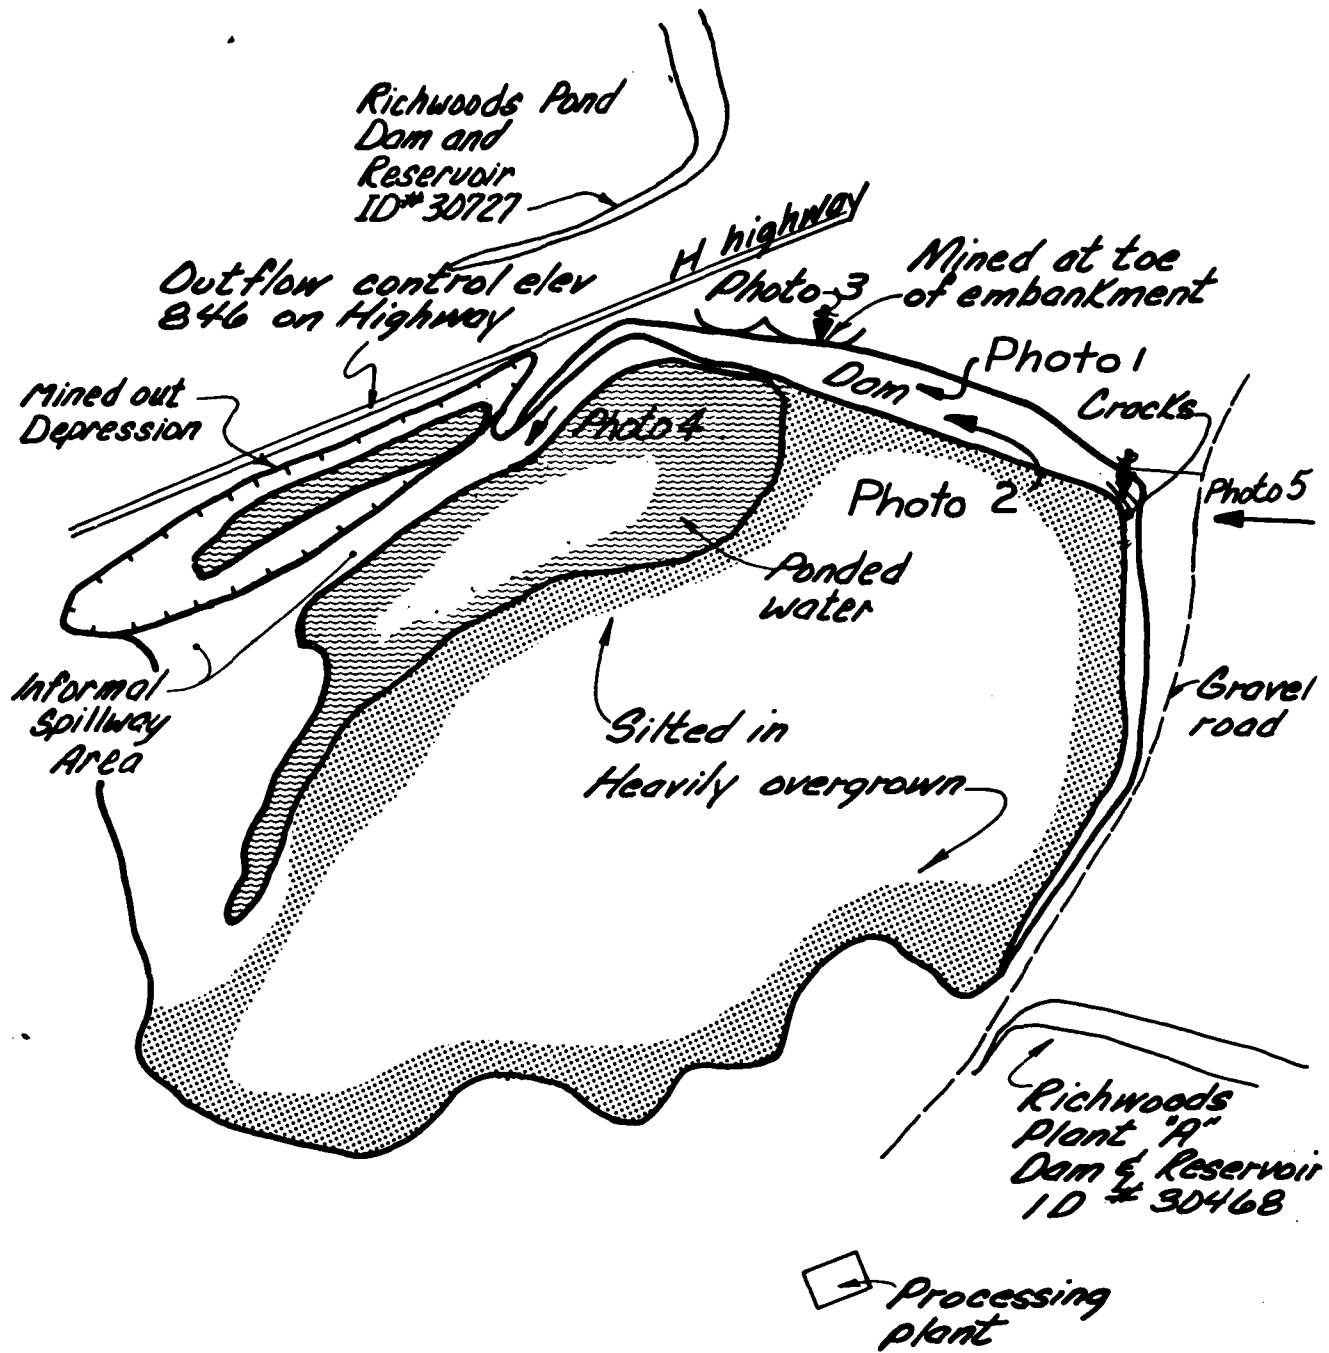 Richwoods Pond
Dam and
Reservoir
ID# 30727
H highway
Outflow control elev
846 on Highway
Photo 3
Mined at toe
of embankment
Mined out
Depression
Photo 1
Dam
Cracks
Photo 4
Photo 2
Photo 5
Ponded
water
Informal
Spillway
Area
Gravel
road
Silted in
Heavily overgrown
Richwoods
Plant "A"
Dam & Reservoir
ID # 30468
Processing
plant